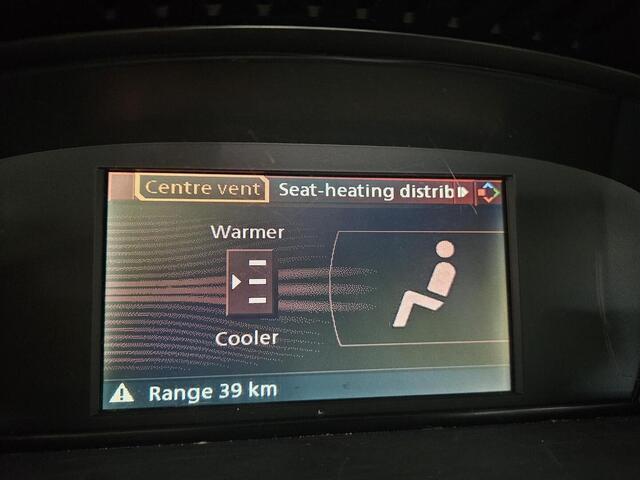 Centre vent Seat-heating distrib
Warmer
Cooler
Range 39 km